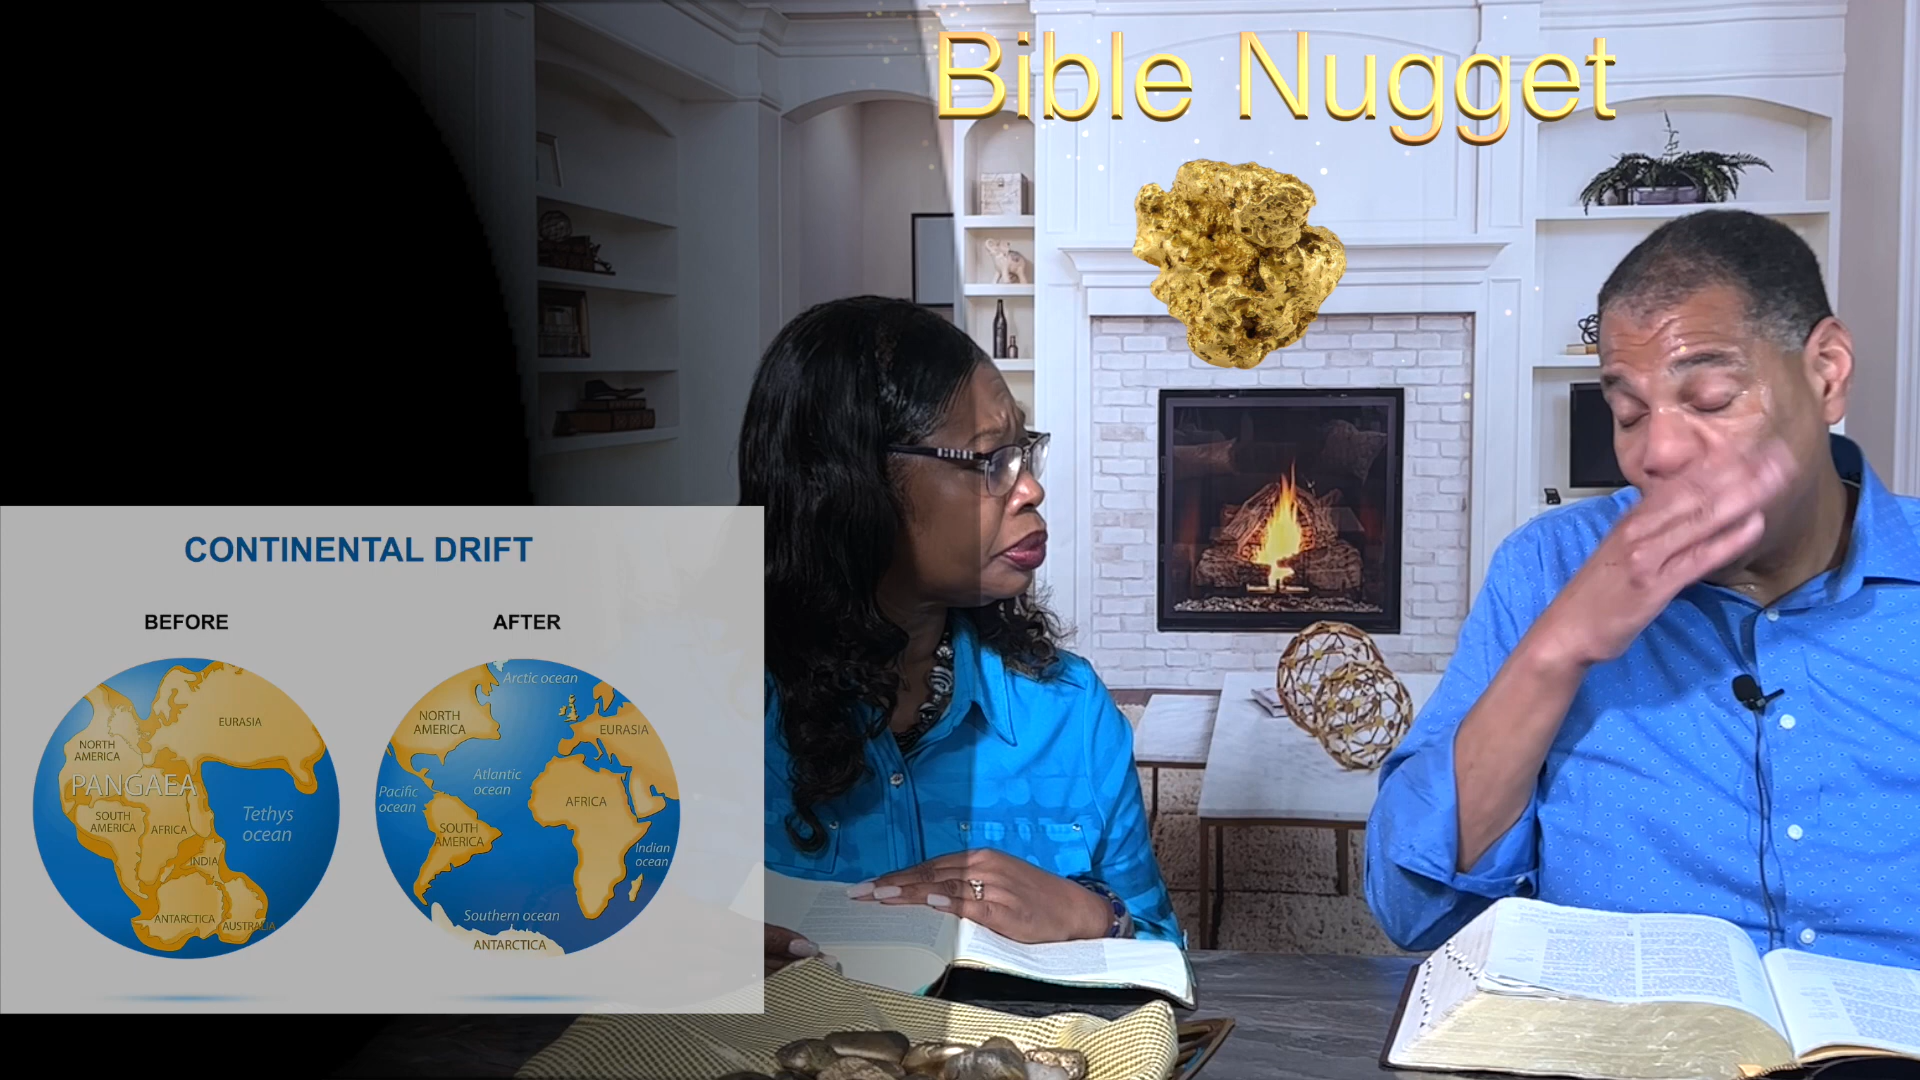 Bible Nugget
CONTINENTAL DRIFT
BEFORE
AFTER
EURASIA
NORTH
AMERICA
PANGAEA
SOUTH
AMERICA
AFRICA
INDIA
ANTARCTICA
AUSTRALIA
Tethys
ocean
Arctic ocean
NORTH
AMERICA
EURASIA
Atlantic
ocean
Pacific
ocean
AFRICA
SOUTH
AMERICA
Indian
ocean
Southern ocean
ANTARCTICA